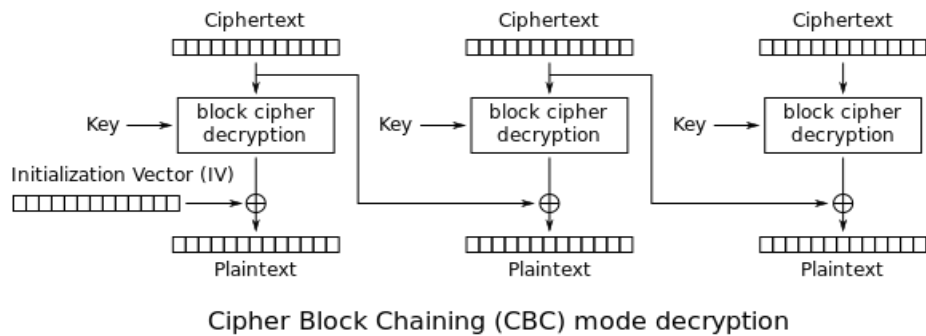 Ciphertext
Ciphertext
Ciphertext
Key
block cipher
decryption
Key
block cipher
decryption
Key
block cipher
decryption
Initialization Vector (IV)
Plaintext
Plaintext
Plaintext
Cipher Block Chaining (CBC) mode decryption